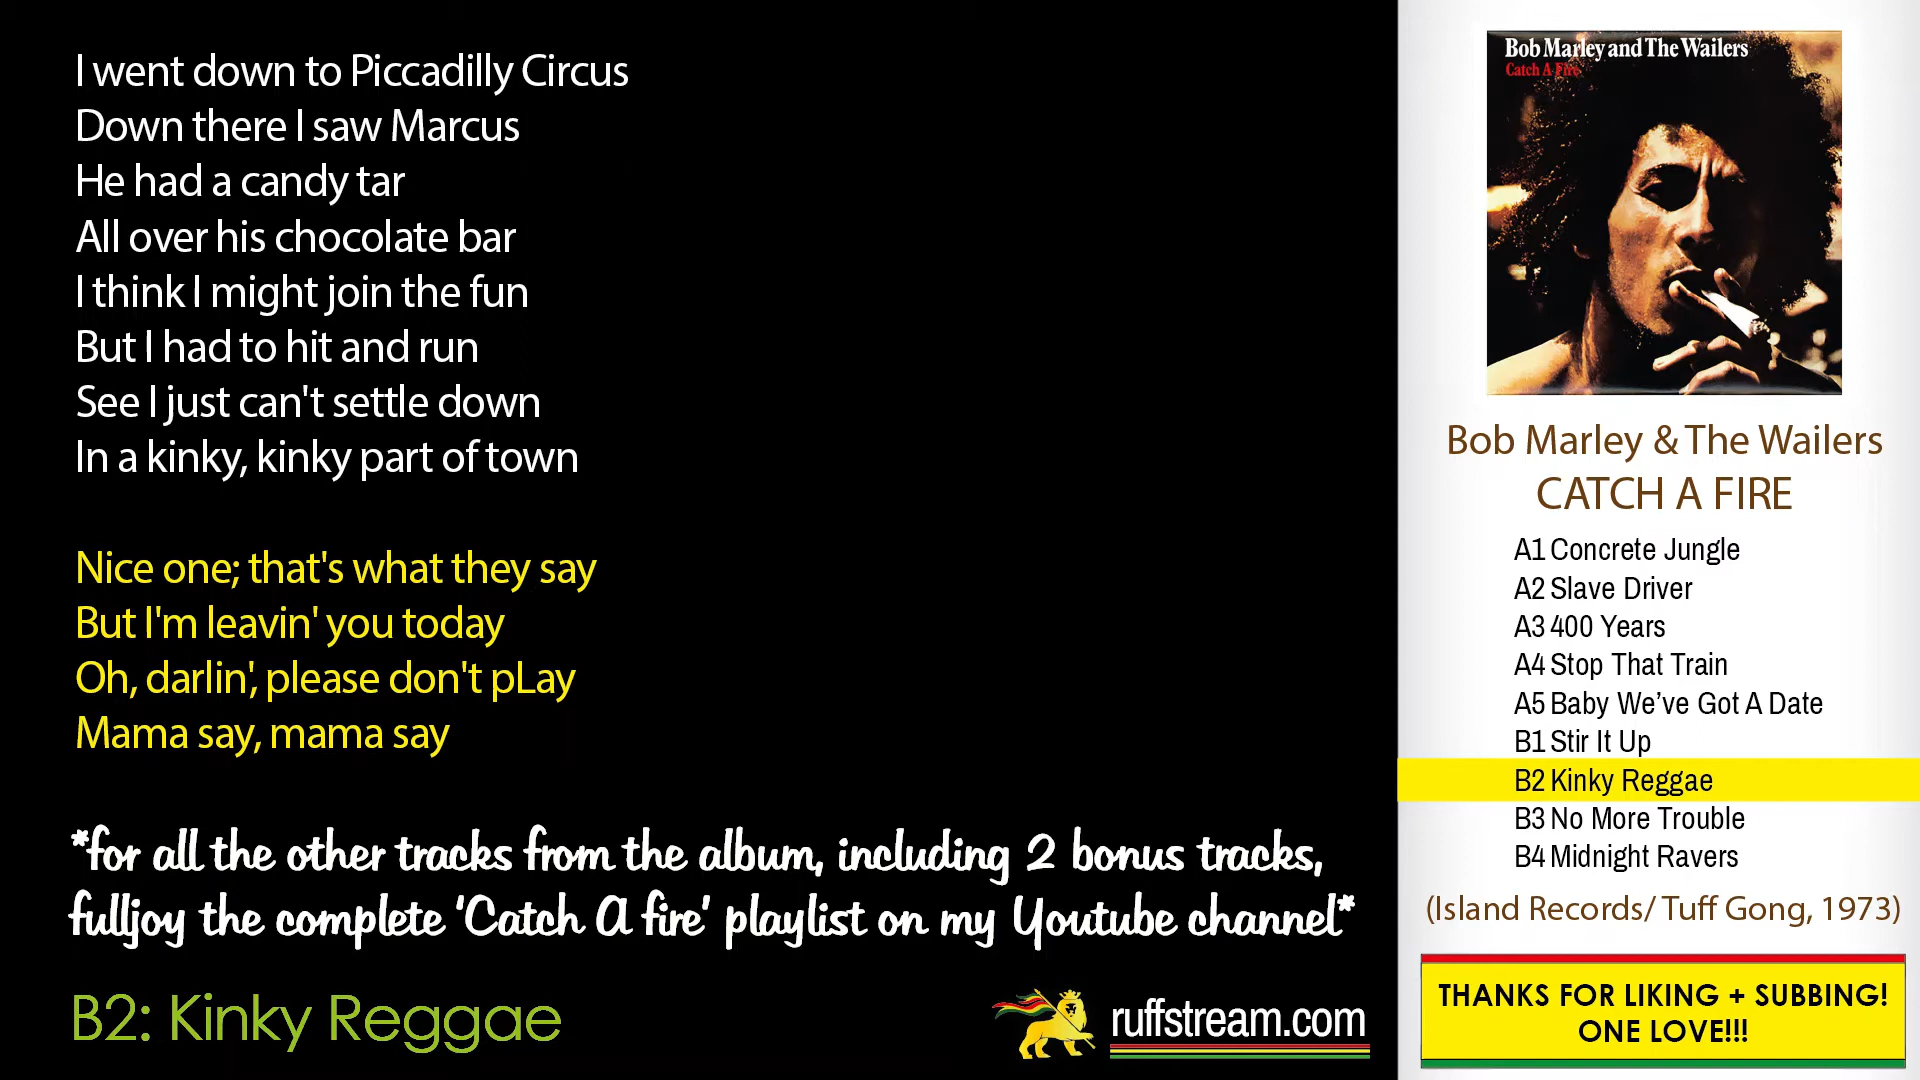 I went down to Piccadilly Circus
Down there I saw Marcus
He had a candy tar
All over his chocolate bar
I think I might join the fun
But I had to hit and run
See I just can't settle down
In a kinky, kinky part of town
Nice one; that's what they say
But I'm leavin' you today
Oh, darlin', please don't pLay
Mama say, mama say
*for all the other tracks from the album, including 2 bonus tracks,
fulljoy the complete ‘Catch A fire’ playlist on my Youtube channel*
B2: Kinky Reggae
ruffstream.com
Bob Marley and The Wailers
Catch A Fire
Bob Marley & The Wailers
CATCH A FIRE
A1 Concrete Jungle
A2 Slave Driver
A3 400 Years
A4 Stop That Train
A5 Baby We’ve Got A Date
B1 Stir It Up
B2 Kinky Reggae
B3 No More Trouble
B4 Midnight Ravers
(Island Records/ Tuff Gong, 1973)
THANKS FOR LIKING + SUBBING!
ONE LOVE!!!